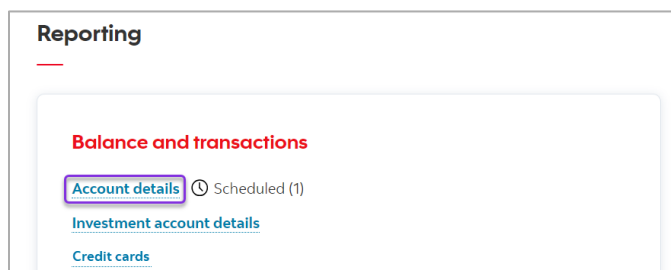 Reporting
Balance and transactions
Account details Scheduled (1)
Investment account details
Credit cards